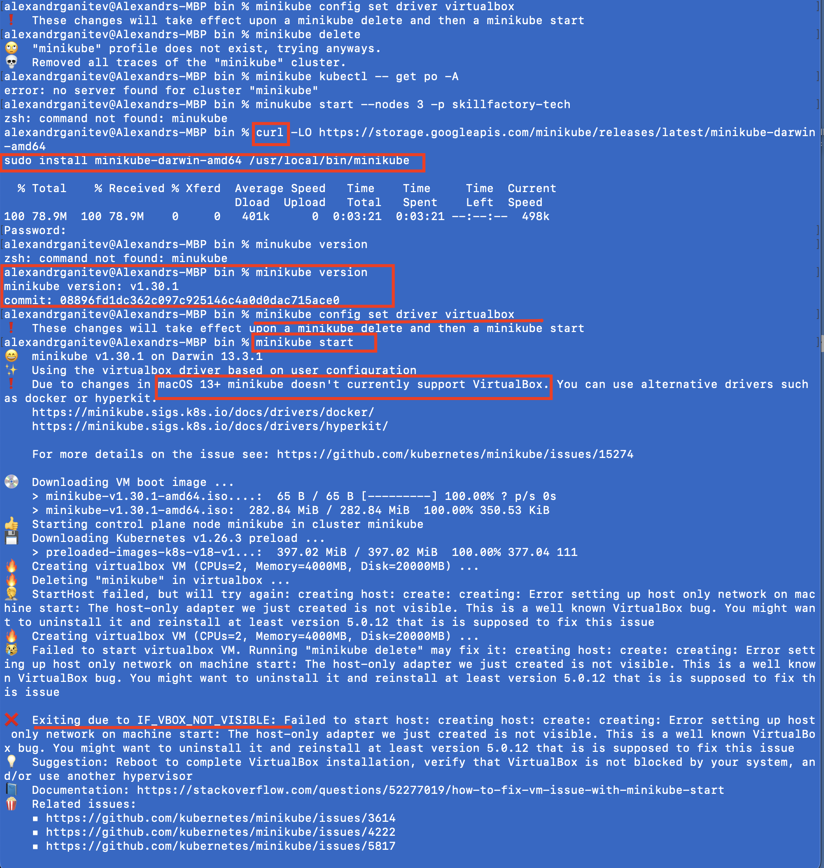 alexandrganitev@Alexandrs-MBP bin % minikube config set driver virtualbox
❗  These changes will take effect upon a minikube delete and then a minikube start
alexandrganitev@Alexandrs-MBP bin % minikube delete
🙄  "minikube" profile does not exist, trying anyways.
💀  Removed all traces of the "minikube" cluster.
alexandrganitev@Alexandrs-MBP bin % minikube kubectl -- get po -A
error: no server found for cluster "minikube"
alexandrganitev@Alexandrs-MBP bin % minukube start --nodes 3 -p skillfactory-tech
zsh: command not found: minukube
alexandrganitev@Alexandrs-MBP bin % curl -LO https://storage.googleapis.com/minikube/releases/latest/minikube-darwin
-amd64
sudo install minikube-darwin-amd64 /usr/local/bin/minikube
% Total    % Received % Xferd  Average Speed   Time    Time     Time  Current
Dload  Upload   Total   Spent    Left  Speed
100 78.9M  100 78.9M    0     0   401k      0  0:03:21  0:03:21 --:--:--  498k
Password:
alexandrganitev@Alexandrs-MBP bin % minukube version
zsh: command not found: minukube
alexandrganitev@Alexandrs-MBP bin % minikube version
minikube version: v1.30.1
commit: 08896fd1dc362c097c925146c4a0d0dac715ace0
alexandrganitev@Alexandrs-MBP bin % minikube config set driver virtualbox
❗  These changes will take effect upon a minikube delete and then a minikube start
alexandrganitev@Alexandrs-MBP bin % minikube start
😄  minikube v1.30.1 on Darwin 13.3.1
✨  Using the virtualbox driver based on user configuration
❗  Due to changes in macOS 13+ minikube doesn't currently support VirtualBox. You can use alternative drivers such
as docker or hyperkit.
https://minikube.sigs.k8s.io/docs/drivers/docker/
https://minikube.sigs.k8s.io/docs/drivers/hyperkit/
For more details on the issue see: https://github.com/kubernetes/minikube/issues/15274
💿  Downloading VM boot image ...
> minikube-v1.30.1-amd64.iso....:  65 B / 65 B [---------] 100.00% ? p/s 0s
> minikube-v1.30.1-amd64.iso:  282.84 MiB / 282.84 MiB  100.00% 350.53 KiB
👍  Starting control plane node minikube in cluster minikube
💾  Downloading Kubernetes v1.26.3 preload ...
> preloaded-images-k8s-v18-v1...:  397.02 MiB / 397.02 MiB  100.00% 377.04 111
🔥  Creating virtualbox VM (CPUs=2, Memory=4000MB, Disk=20000MB) ...
🔥  Deleting "minikube" in virtualbox ...
🤦  StartHost failed, but will try again: creating host: create: creating: Error setting up host only network on mac
hine start: The host-only adapter we just created is not visible. This is a well known VirtualBox bug. You might wan
t to uninstall it and reinstall at least version 5.0.12 that is is supposed to fix this issue
🔥  Creating virtualbox VM (CPUs=2, Memory=4000MB, Disk=20000MB) ...
😿  Failed to start virtualbox VM. Running "minikube delete" may fix it: creating host: create: creating: Error sett
ing up host only network on machine start: The host-only adapter we just created is not visible. This is a well know
n VirtualBox bug. You might want to uninstall it and reinstall at least version 5.0.12 that is is supposed to fix th
is issue
❌  Exiting due to IF_VBOX_NOT_VISIBLE: Failed to start host: creating host: create: creating: Error setting up host
only network on machine start: The host-only adapter we just created is not visible. This is a well known VirtualBo
x bug. You might want to uninstall it and reinstall at least version 5.0.12 that is is supposed to fix this issue
💡  Suggestion: Reboot to complete VirtualBox installation, verify that VirtualBox is not blocked by your system, an
d/or use another hypervisor
📘  Documentation: https://stackoverflow.com/questions/52277019/how-to-fix-vm-issue-with-minikube-start
🍿  Related issues:
▪ https://github.com/kubernetes/minikube/issues/3614
▪ https://github.com/kubernetes/minikube/issues/4222
▪ https://github.com/kubernetes/minikube/issues/5817